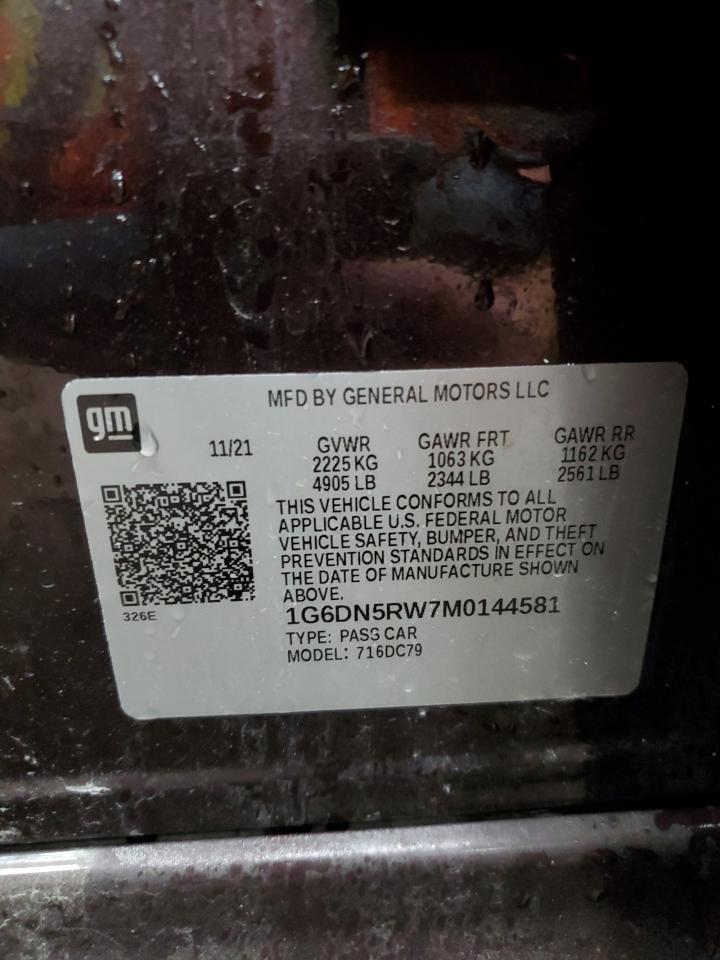 MFD BY GENERAL MOTORS LLC
gm
11/21
GVWR GAWR FRT GAWR RR
2225 KG 1063 KG 1162 KG
4905 LB 2344 LB 2561 LB
THIS VEHICLE CONFORMS TO ALL
APPLICABLE U.S. FEDERAL MOTOR
VEHICLE SAFETY, BUMPER, AND THEFT
PREVENTION STANDARDS IN EFFECT ON
THE DATE OF MANUFACTURE SHOWN
ABOVE.
326E
1G6DN5RW7M0144581
TYPE: PASS CAR
MODEL: 716DC79